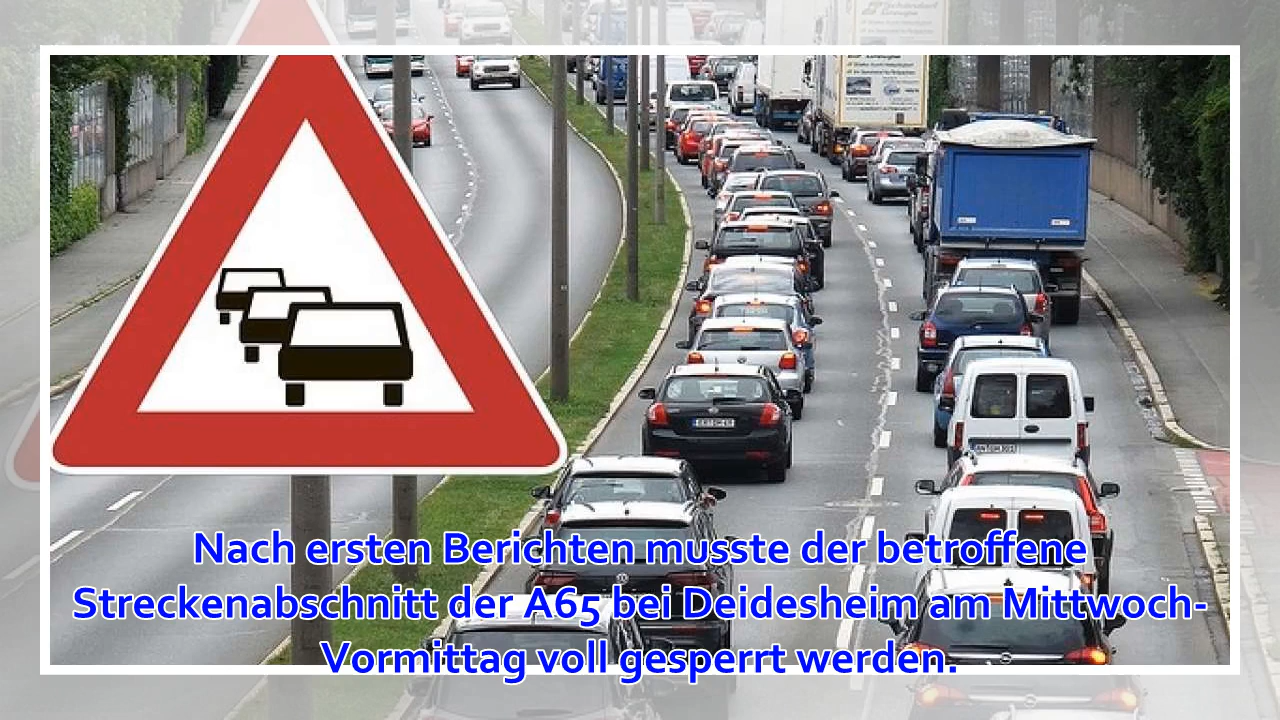 Nach ersten Berichten musste der betroffene
Streckenabschnitt der A65 bei Deidesheim am Mittwoch-
Vormittag voll gesperrt werden.